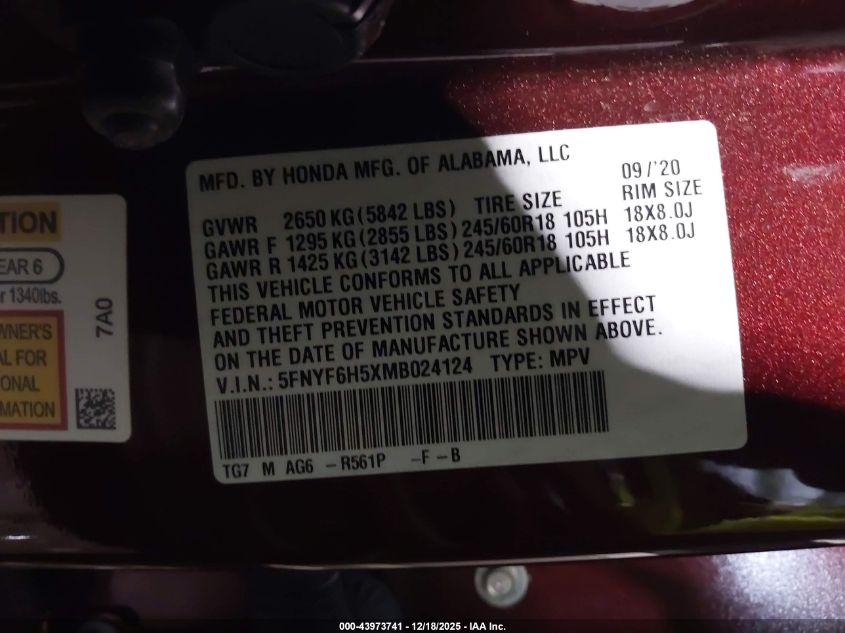 MFD. BY HONDA MFG. OF ALABAMA, LLC 09/'20
GVWR 2650 KG (5842 LBS) TIRE SIZE RIM SIZE
GAWR F 1295 KG (2855 LBS) 245/60R18 105H 18X8.0J
GAWR R 1425 KG (3142 LBS) 245/60R18 105H 18X8.0J
THIS VEHICLE CONFORMS TO ALL APPLICABLE
FEDERAL MOTOR VEHICLE SAFETY
AND THEFT PREVENTION STANDARDS IN EFFECT
ON THE DATE OF MANUFACTURE SHOWN ABOVE.
V.I.N.: 5FNYF6H5XMB024124 TYPE: MPV
TG7 M AG6 -R561P -F -B
TION
EAR 6
r 1340lbs.
7A0
WNER'S
AL FOR
IONAL
RMATION
000-43973741 - 12/18/2025 - IAA Inc.